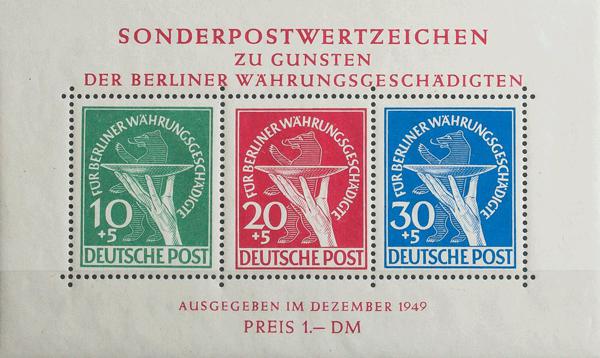 SONDERPOSTWERTZEICHEN
ZU GUNSTEN
DER BERLINER WÄHRUNGSGESCHÄDIGTEN
FÜR BERLINER WÄHRUNGSGESCHÄDIGTE
10
+5
DEUTSCHE POST
FÜR BERLINER WÄHRUNGSGESCHÄDIGTE
20
+5
DEUTSCHE POST
FÜR BERLINER WÄHRUNGSGESCHÄDIGTE
30
+5
DEUTSCHE POST
AUSGEGEBEN IM DEZEMBER 1949
PREIS 1.— DM